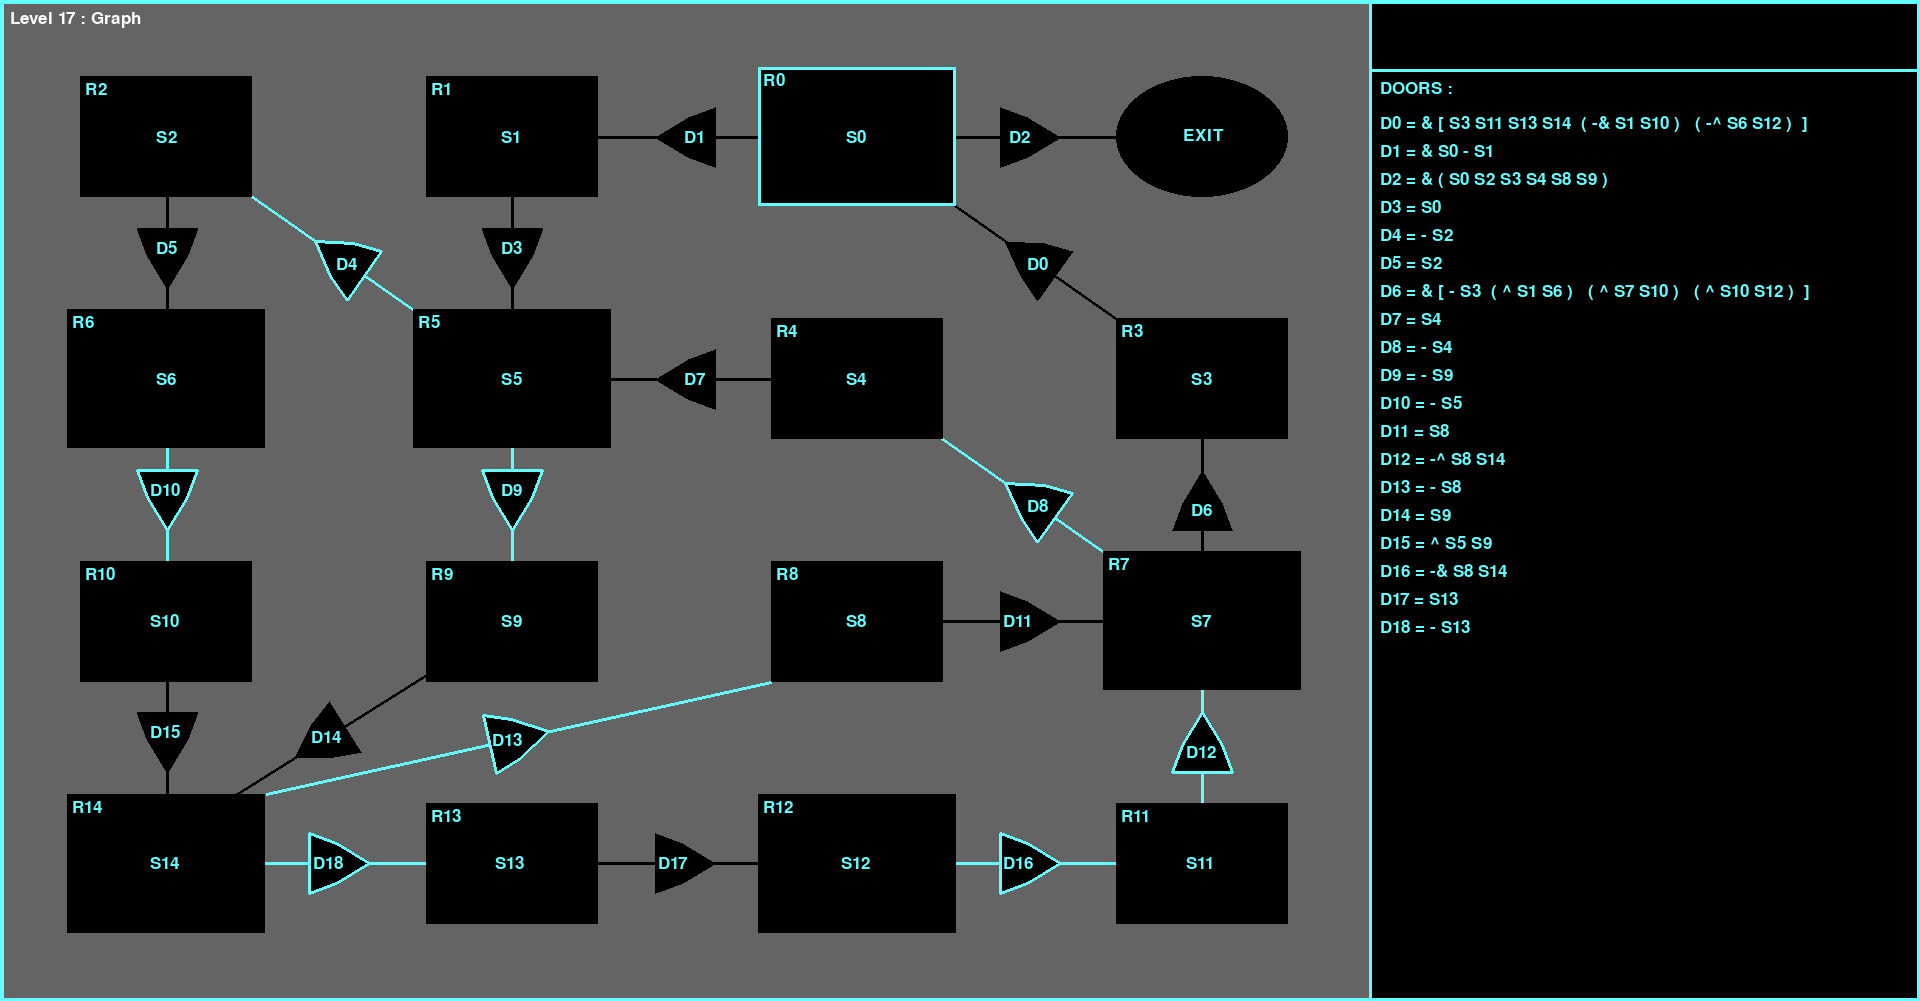 Level 17 : Graph
R2
S2
R1
S1
D1
R0
S0
D2
EXIT
D5
D4
D3
D0
R6
S6
R5
S5
D7
R4
S4
R3
S3
D10
D9
D8
D6
R10
S10
R9
S9
R8
S8
D11
R7
S7
D15
D14
D13
D12
R14
S14
D18
R13
S13
D17
R12
S12
D16
R11
S11
DOORS :
D0 = & [ S3 S11 S13 S14 ( -& S1 S10 ) ( -^ S6 S12 ) ]
D1 = & S0 - S1
D2 = & ( S0 S2 S3 S4 S8 S9 )
D3 = S0
D4 = - S2
D5 = S2
D6 = & [ - S3 ( ^ S1 S6 ) ( ^ S7 S10 ) ( ^ S10 S12 ) ]
D7 = S4
D8 = - S4
D9 = - S9
D10 = - S5
D11 = S8
D12 = -^ S8 S14
D13 = - S8
D14 = S9
D15 = ^ S5 S9
D16 = -& S8 S14
D17 = S13
D18 = - S13